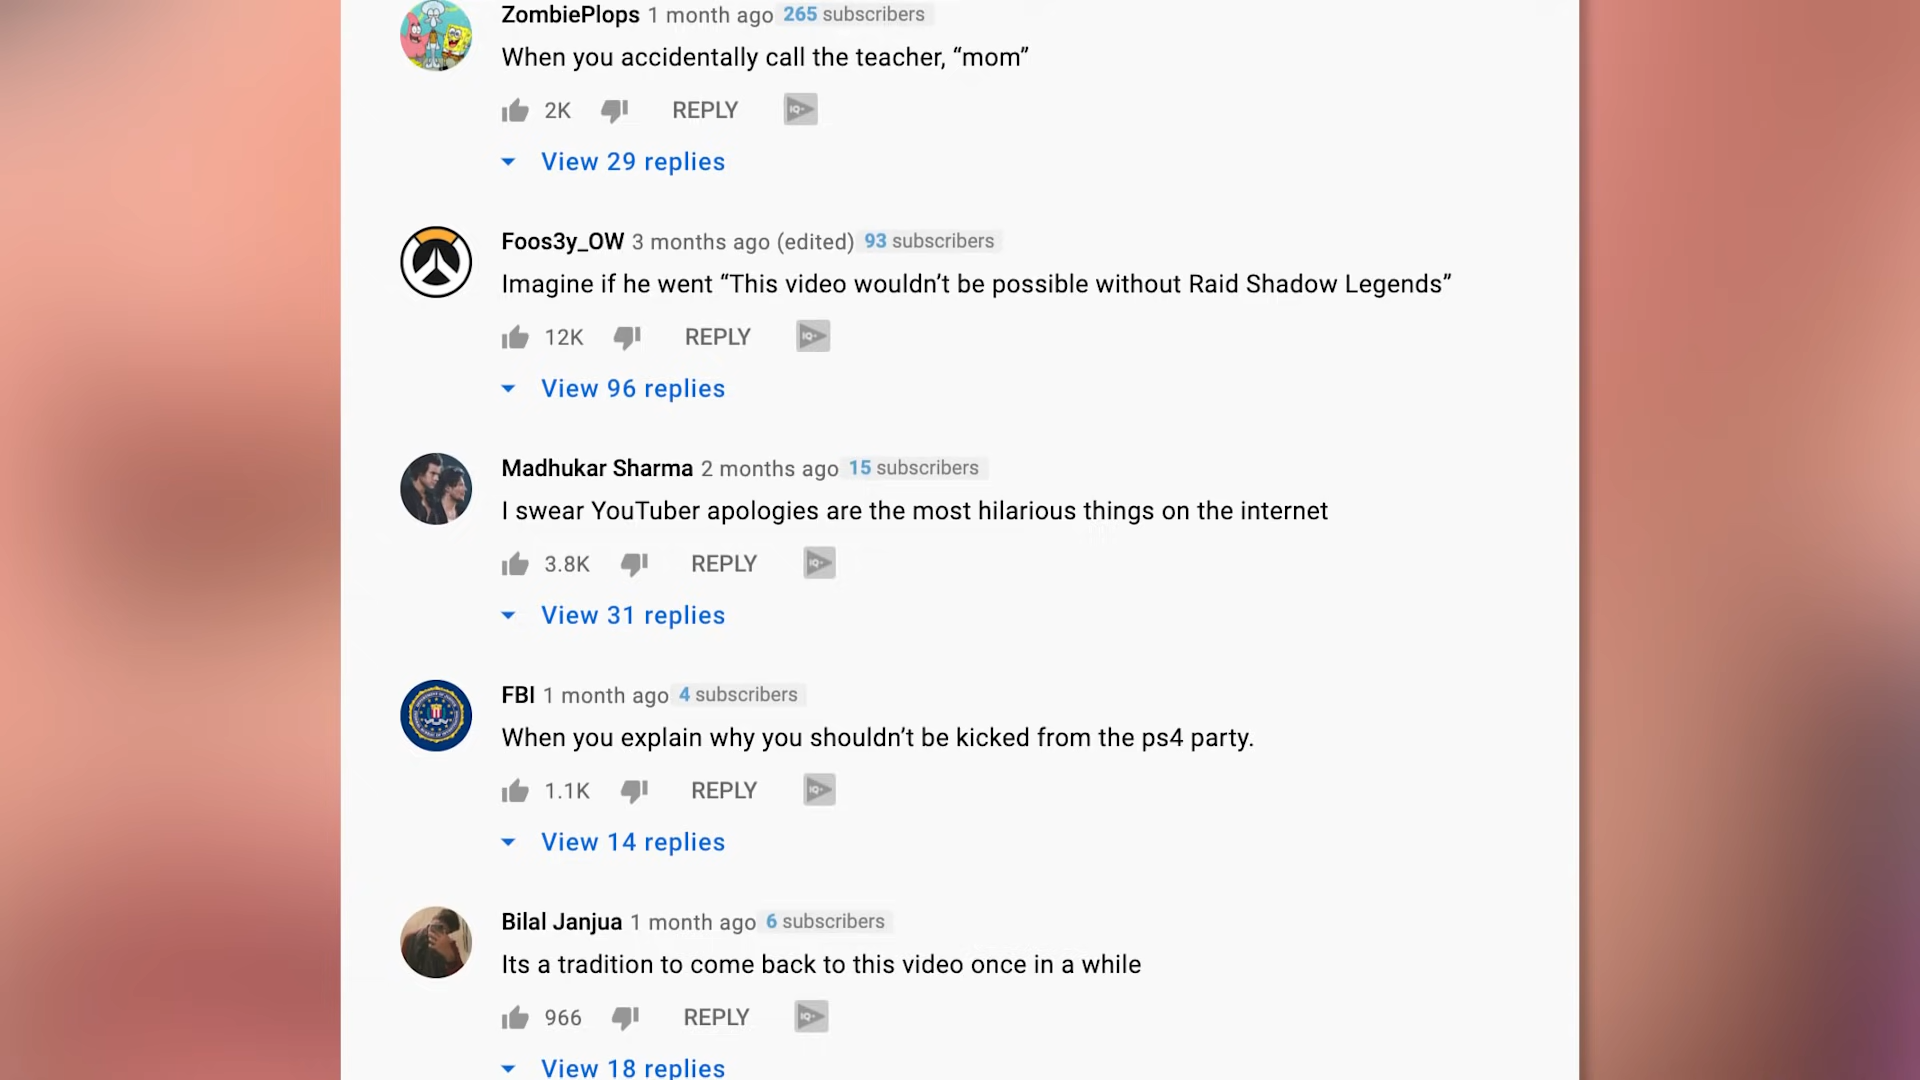 ZombiePlops 1 month ago 265 subscribers
When you accidentally call the teacher, “mom”
2K REPLY IQ+
View 29 replies
Foos3y_OW 3 months ago (edited) 93 subscribers
Imagine if he went “This video wouldn’t be possible without Raid Shadow Legends”
12K REPLY IQ+
View 96 replies
Madhukar Sharma 2 months ago 15 subscribers
I swear YouTuber apologies are the most hilarious things on the internet
3.8K REPLY IQ+
View 31 replies
FBI 1 month ago 4 subscribers
When you explain why you shouldn’t be kicked from the ps4 party.
1.1K REPLY IQ+
View 14 replies
Bilal Janjua 1 month ago 6 subscribers
Its a tradition to come back to this video once in a while
966 REPLY IQ+
View 18 replies